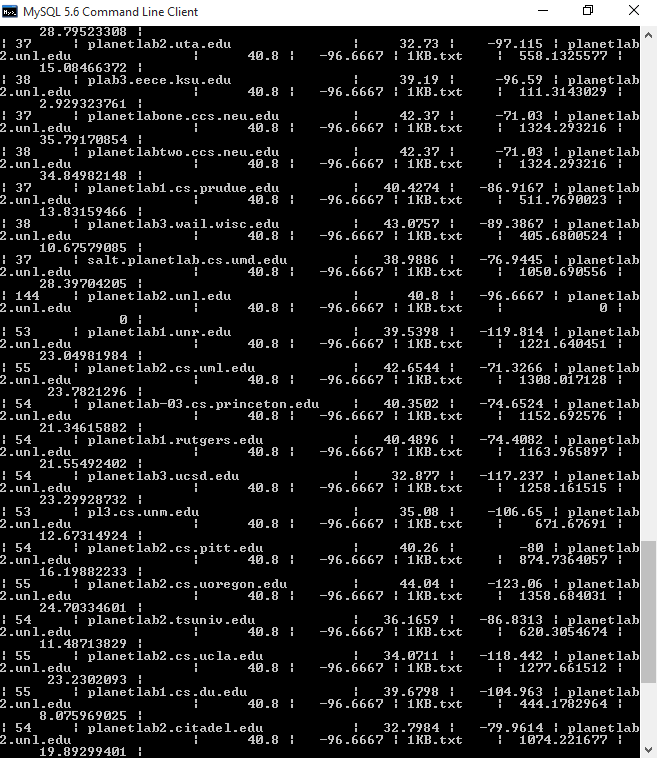 MySQL 5.6 Command Line Client
28.79523308 |
| 37 | planetlab2.uta.edu | 32.73 | -97.115 | planetlab
2.unl.edu | 40.8 | -96.6667 | 1KB.txt | 558.1325577 |
15.08466372 |
| 38 | plab3.eece.ksu.edu | 39.19 | -96.59 | planetlab
2.unl.edu | 40.8 | -96.6667 | 1KB.txt | 111.3143029 |
2.929323761 |
| 37 | planetlabone.ccs.neu.edu | 42.37 | -71.03 | planetlab
2.unl.edu | 40.8 | -96.6667 | 1KB.txt | 1324.293216 |
35.79170854 |
| 38 | planetlabtwo.ccs.neu.edu | 42.37 | -71.03 | planetlab
2.unl.edu | 40.8 | -96.6667 | 1KB.txt | 1324.293216 |
34.84982148 |
| 37 | planetlab1.cs.prudue.edu | 40.4274 | -86.9167 | planetlab
2.unl.edu | 40.8 | -96.6667 | 1KB.txt | 511.7690023 |
13.83159466 |
| 38 | planetlab3.wail.wisc.edu | 43.0757 | -89.3867 | planetlab
2.unl.edu | 40.8 | -96.6667 | 1KB.txt | 405.6800524 |
10.67579085 |
| 37 | salt.planetlab.cs.umd.edu | 38.9886 | -76.9445 | planetlab
2.unl.edu | 40.8 | -96.6667 | 1KB.txt | 1050.690556 |
28.39704205 |
| 144 | planetlab2.unl.edu | 40.8 | -96.6667 | planetlab
2.unl.edu | 40.8 | -96.6667 | 1KB.txt | 0 |
0 |
| 53 | planetlab1.unr.edu | 39.5398 | -119.814 | planetlab
2.unl.edu | 40.8 | -96.6667 | 1KB.txt | 1221.640451 |
23.04981984 |
| 55 | planetlab2.cs.uml.edu | 42.6544 | -71.3266 | planetlab
2.unl.edu | 40.8 | -96.6667 | 1KB.txt | 1308.017128 |
23.7821296 |
| 54 | planetlab-03.cs.princeton.edu | 40.3502 | -74.6524 | planetlab
2.unl.edu | 40.8 | -96.6667 | 1KB.txt | 1152.692576 |
21.34615882 |
| 54 | planetlab1.rutgers.edu | 40.4896 | -74.4082 | planetlab
2.unl.edu | 40.8 | -96.6667 | 1KB.txt | 1163.965897 |
21.55492402 |
| 54 | planetlab3.ucsd.edu | 32.877 | -117.237 | planetlab
2.unl.edu | 40.8 | -96.6667 | 1KB.txt | 1258.161515 |
23.29928732 |
| 53 | pl3.cs.unm.edu | 35.08 | -106.65 | planetlab
2.unl.edu | 40.8 | -96.6667 | 1KB.txt | 671.67691 |
12.67314924 |
| 54 | planetlab2.cs.pitt.edu | 40.26 | -80 | planetlab
2.unl.edu | 40.8 | -96.6667 | 1KB.txt | 874.7364057 |
16.19882233 |
| 55 | planetlab2.cs.uoregon.edu | 44.04 | -123.06 | planetlab
2.unl.edu | 40.8 | -96.6667 | 1KB.txt | 1358.684031 |
24.70334601 |
| 54 | planetlab2.tsuniv.edu | 36.1659 | -86.8313 | planetlab
2.unl.edu | 40.8 | -96.6667 | 1KB.txt | 620.3054674 |
11.48713829 |
| 55 | planetlab2.cs.ucla.edu | 34.0711 | -118.442 | planetlab
2.unl.edu | 40.8 | -96.6667 | 1KB.txt | 1277.661512 |
23.2302093 |
| 55 | planetlab1.cs.du.edu | 39.6798 | -104.963 | planetlab
2.unl.edu | 40.8 | -96.6667 | 1KB.txt | 444.1782964 |
8.075969025 |
| 54 | planetlab2.citadel.edu | 32.7984 | -79.9614 | planetlab
2.unl.edu | 40.8 | -96.6667 | 1KB.txt | 1074.221677 |
19.89299401 |